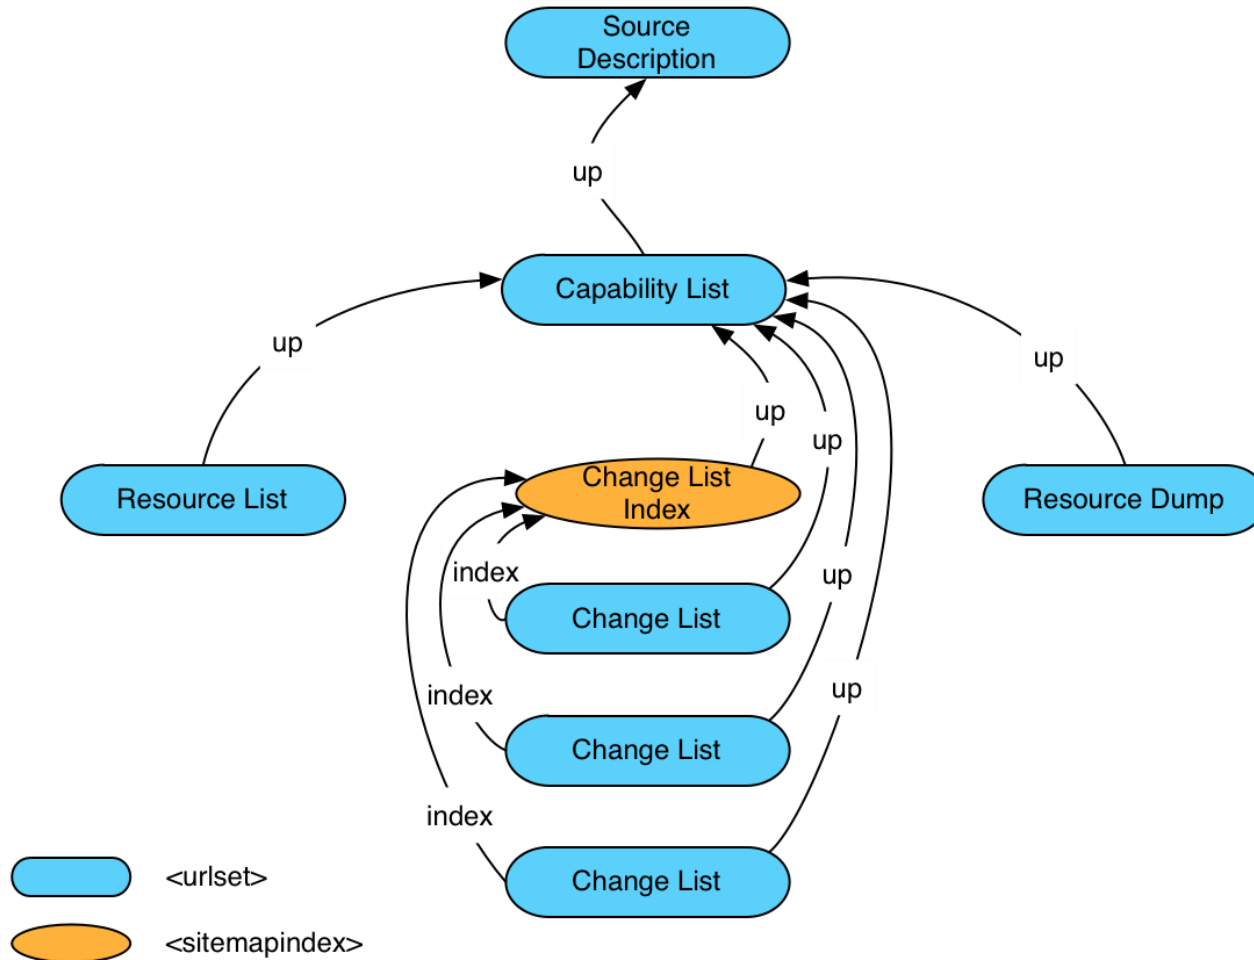 Source
Description
up
Capability List
up
up
up
up
Change List
Index
Resource List
Resource Dump
index
up
Change List
index
up
Change List
index
Change List
<urlset>
<sitemapindex>